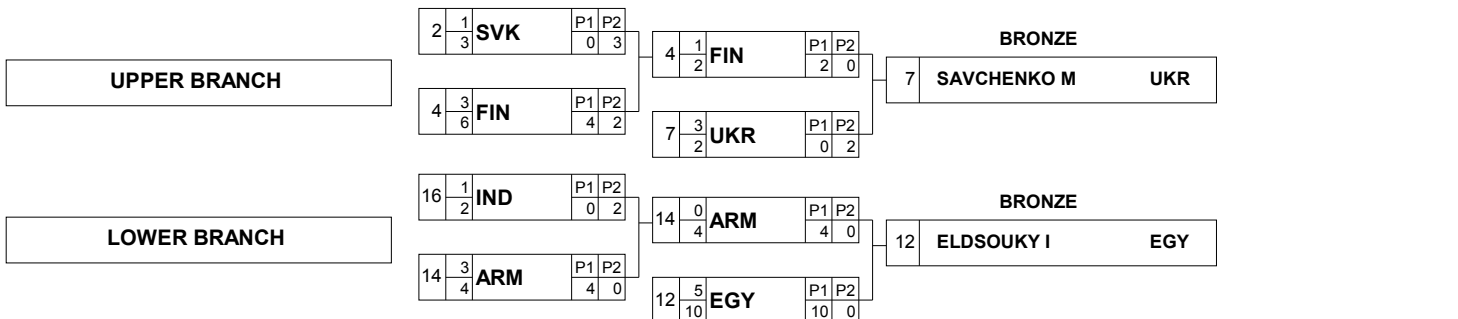 UPPER BRANCH
2 1 3 SVK P1 P2 0 3
4 3 6 FIN P1 P2 4 2
4 1 2 FIN P1 P2 2 0
7 3 2 UKR P1 P2 0 2
BRONZE
7 SAVCHENKO M UKR
LOWER BRANCH
16 1 2 IND P1 P2 0 2
14 3 4 ARM P1 P2 4 0
14 0 4 ARM P1 P2 4 0
12 5 10 EGY P1 P2 10 0
BRONZE
12 ELDSOUKY I EGY